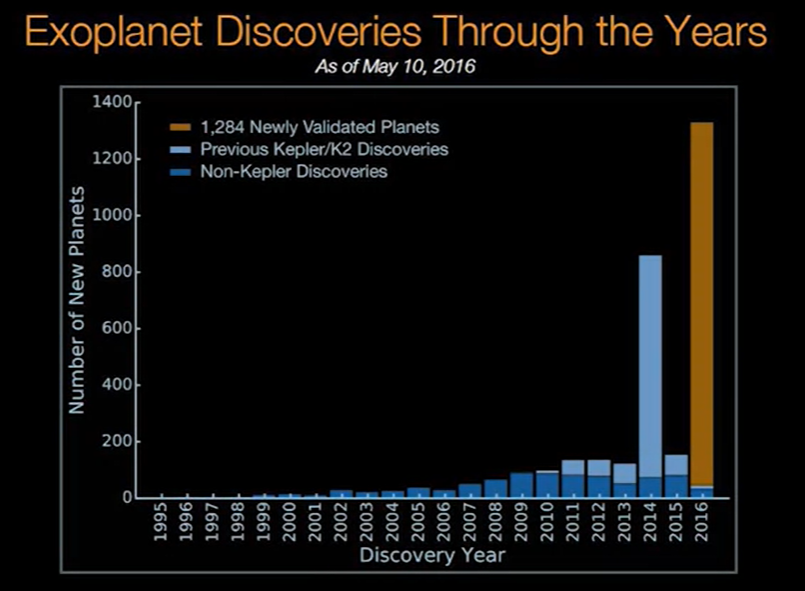 Exoplanet Discoveries Through the Years
As of May 10, 2016
1400
1,284 Newly Validated Planets
Previous Kepler/K2 Discoveries
Non-Kepler Discoveries
1200
1000
800
600
400
200
0
Number of New Planets
1995 1996 1997 1998 1999 2000 2001 2002 2003 2004 2005 2006 2007 2008 2009 2010 2011 2012 2013 2014 2015 2016
Discovery Year